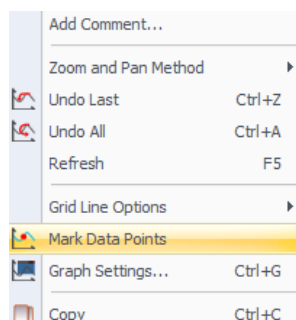 Add Comment...
Zoom and Pan Method
Undo Last Ctrl+Z
Undo All Ctrl+A
Refresh F5
Grid Line Options
Mark Data Points
Graph Settings... Ctrl+G
Copy Ctrl+C